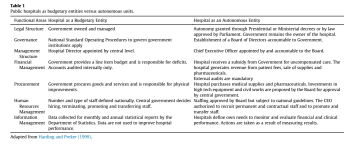 Table 1
Public hospitals as budgetary entities versus autonomous units.
Functional Areas Hospital as a Budgetary Entity Hospital as an Autonomous Entity
Legal Structure Government owned and managed Autonomy granted through Presidential or Ministerial decrees or by law
approved by Parliament. Government remains the owner of the hospital.
Governance National Standard Operating Procedures to govern government Establishment of a Board of Directors accountable to Government.
institutions apply
Management Hospital Director appointed by central level. Chief Executive Officer appointed by and accountable to the Board.
Structure
Financial Government provides a line item budget and is responsible for deficits. Hospital receives a subsidy from Government for uncompensated care. The
Management Accounts audited internally only. hospital generates revenue from patient fees, sale of supplies and
pharmaceuticals.
External audits are mandatory
Procurement Government procures goods and services and is responsible for physical Hospital purchases medical supplies and pharmaceuticals. Investments in
improvements. high tech equipment and civil works are proposed by the Board for approval
by central government.
Human Number and type of staff defined nationally. Central government decides Staffing approved by Board but subject to national guidelines. The CEO
Resources hiring, terminating, promoting and transferring staff. authorized to recruit permanent and contractual staff and to promote and
Management transfer staff.
Information Data collected for monthly and annual statistical reports by the Hospitals define own needs to monitor and evaluate financial and clinical
Management Department of Statistics. Data are not used to improve hospital performance. Actions are taken as a result of measuring results.
performance
Adapted from Harding and Preker (1999).